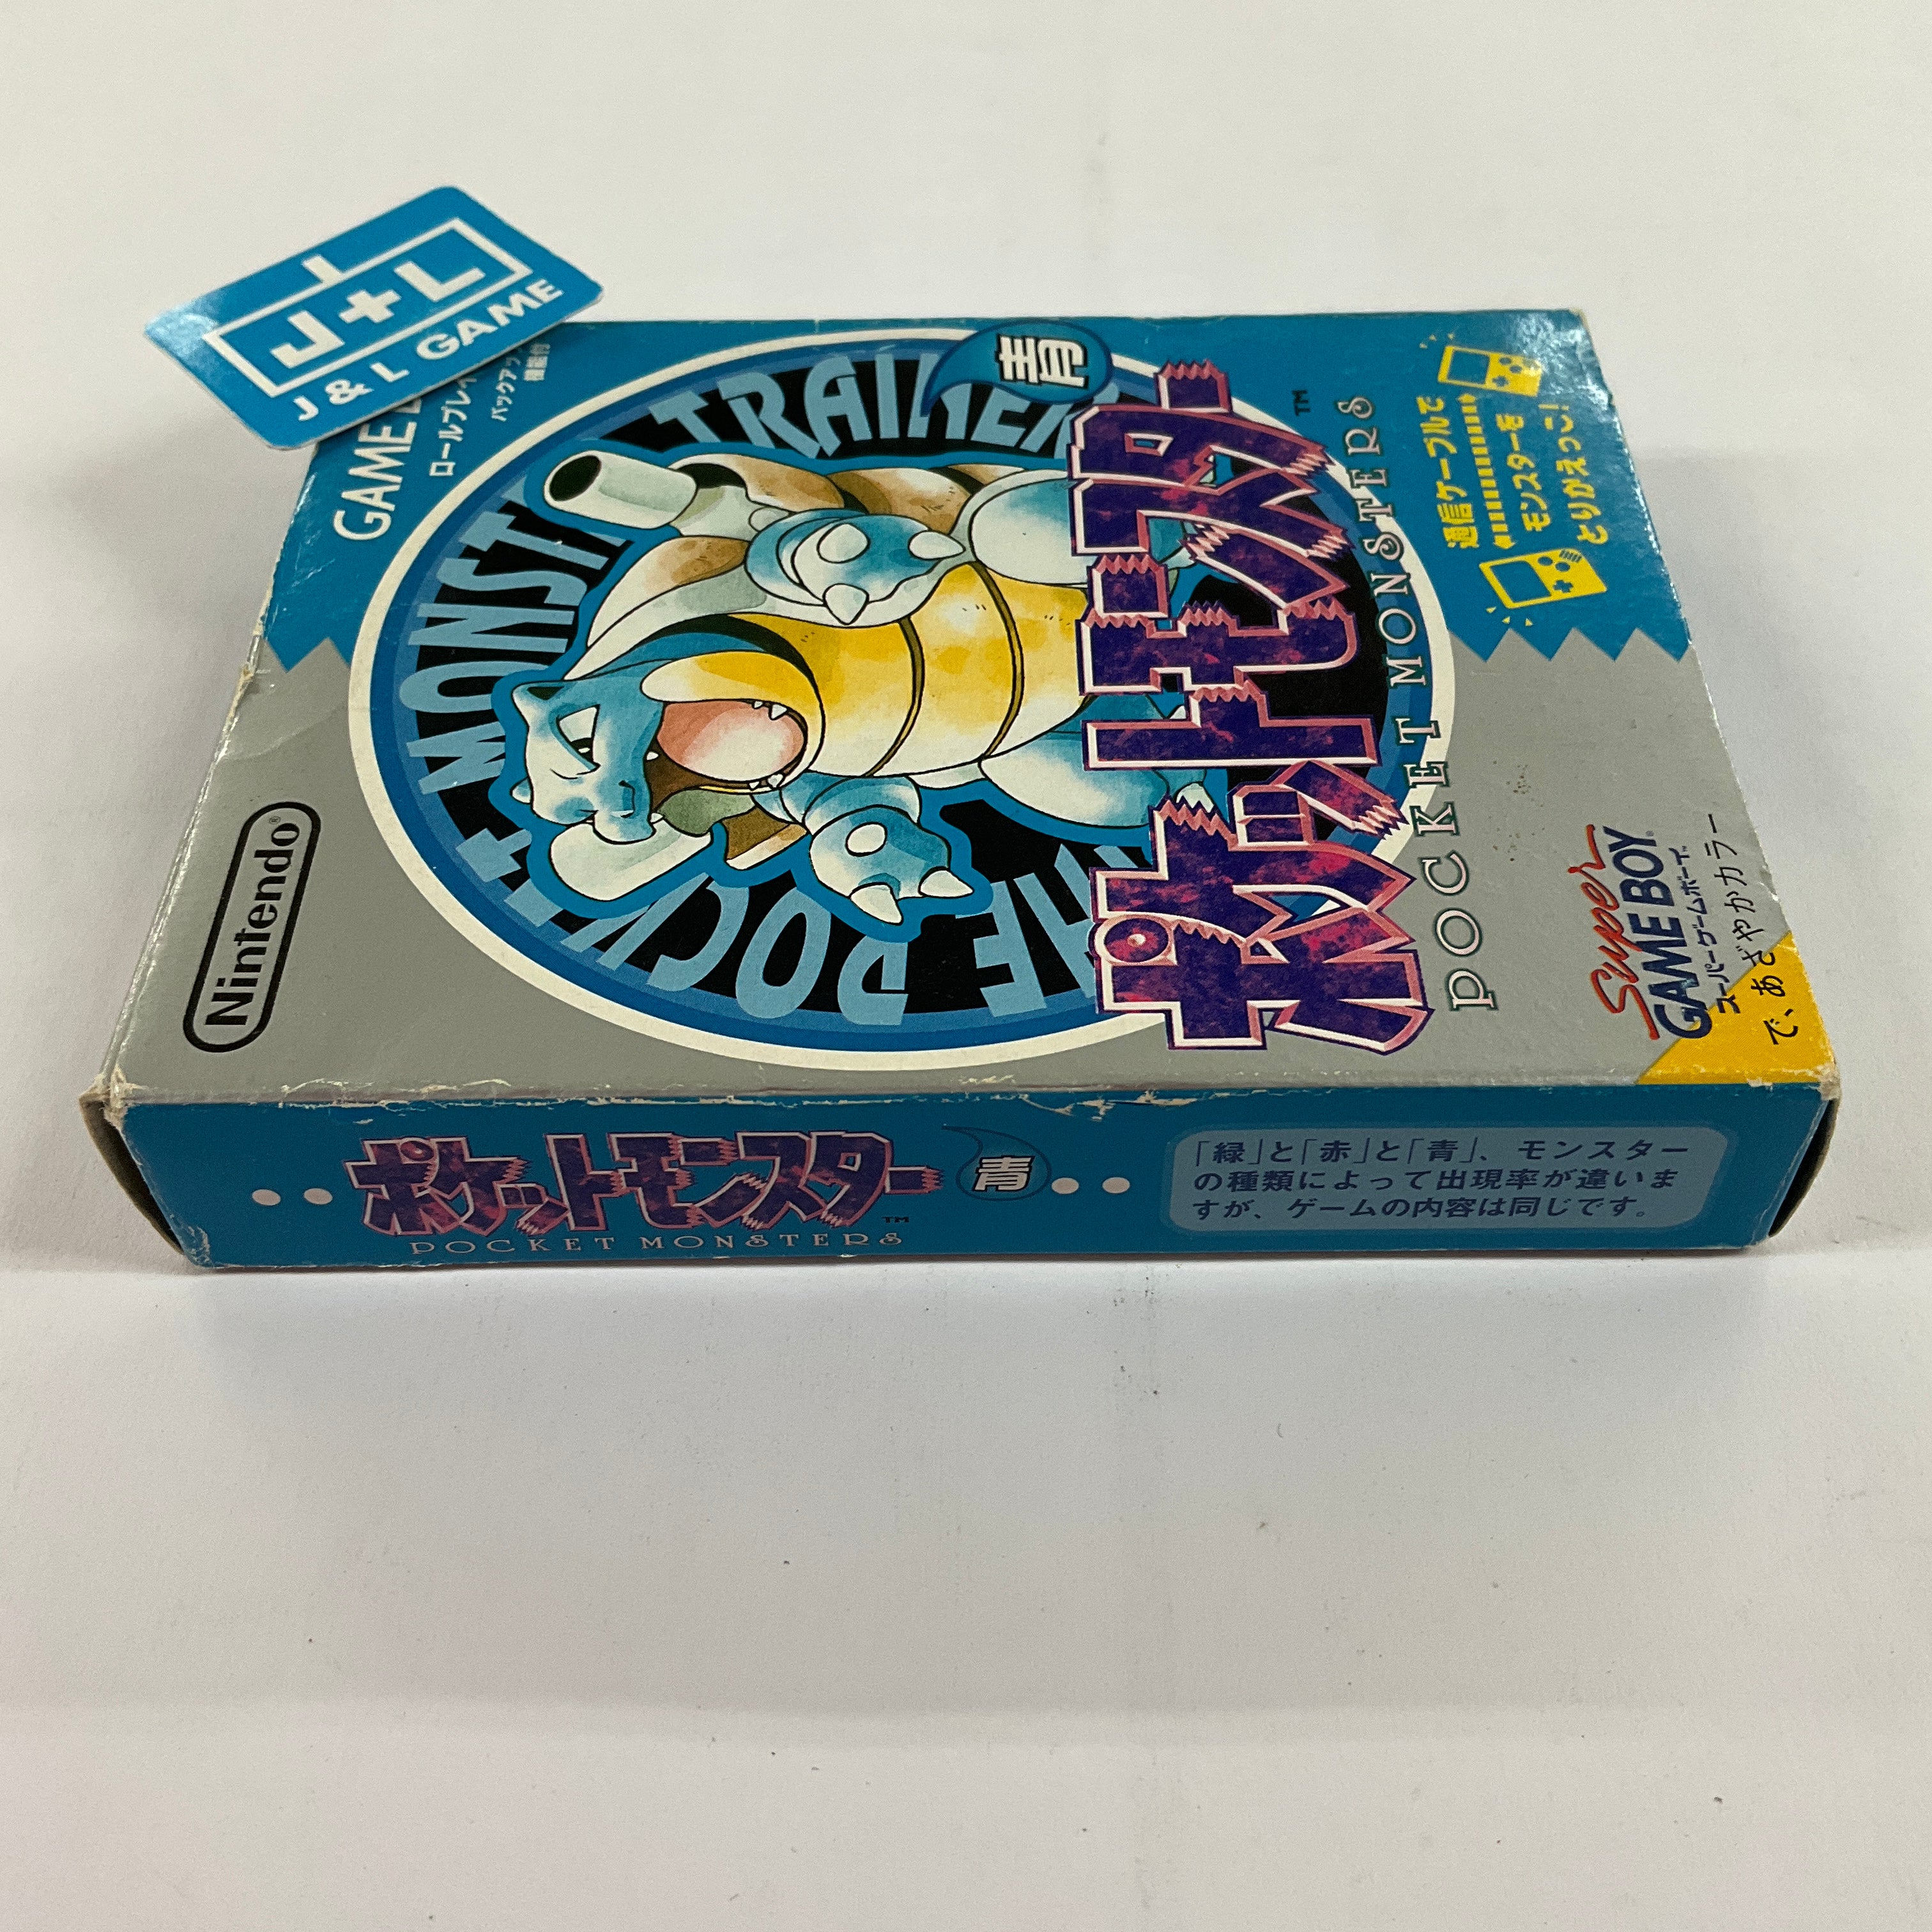 J+L
J & L GAME
GAME
ロールプレイ
バックアップ
機能付
MONST TRAINER
青
ポケットモンスター
TM
POCKET MONSTERS
通信ケーブルで
モンスターを
とりかえっこ!
Nintendo®
Super
GAME BOY
スーパーゲームボーイ
で、あざやかカラー
ポケットモンスター 青
POCKET MONSTERS TM
「緑」と「赤」と「青」、モンスター
の種類によって出現率が違いま
すが、ゲームの内容は同じです。